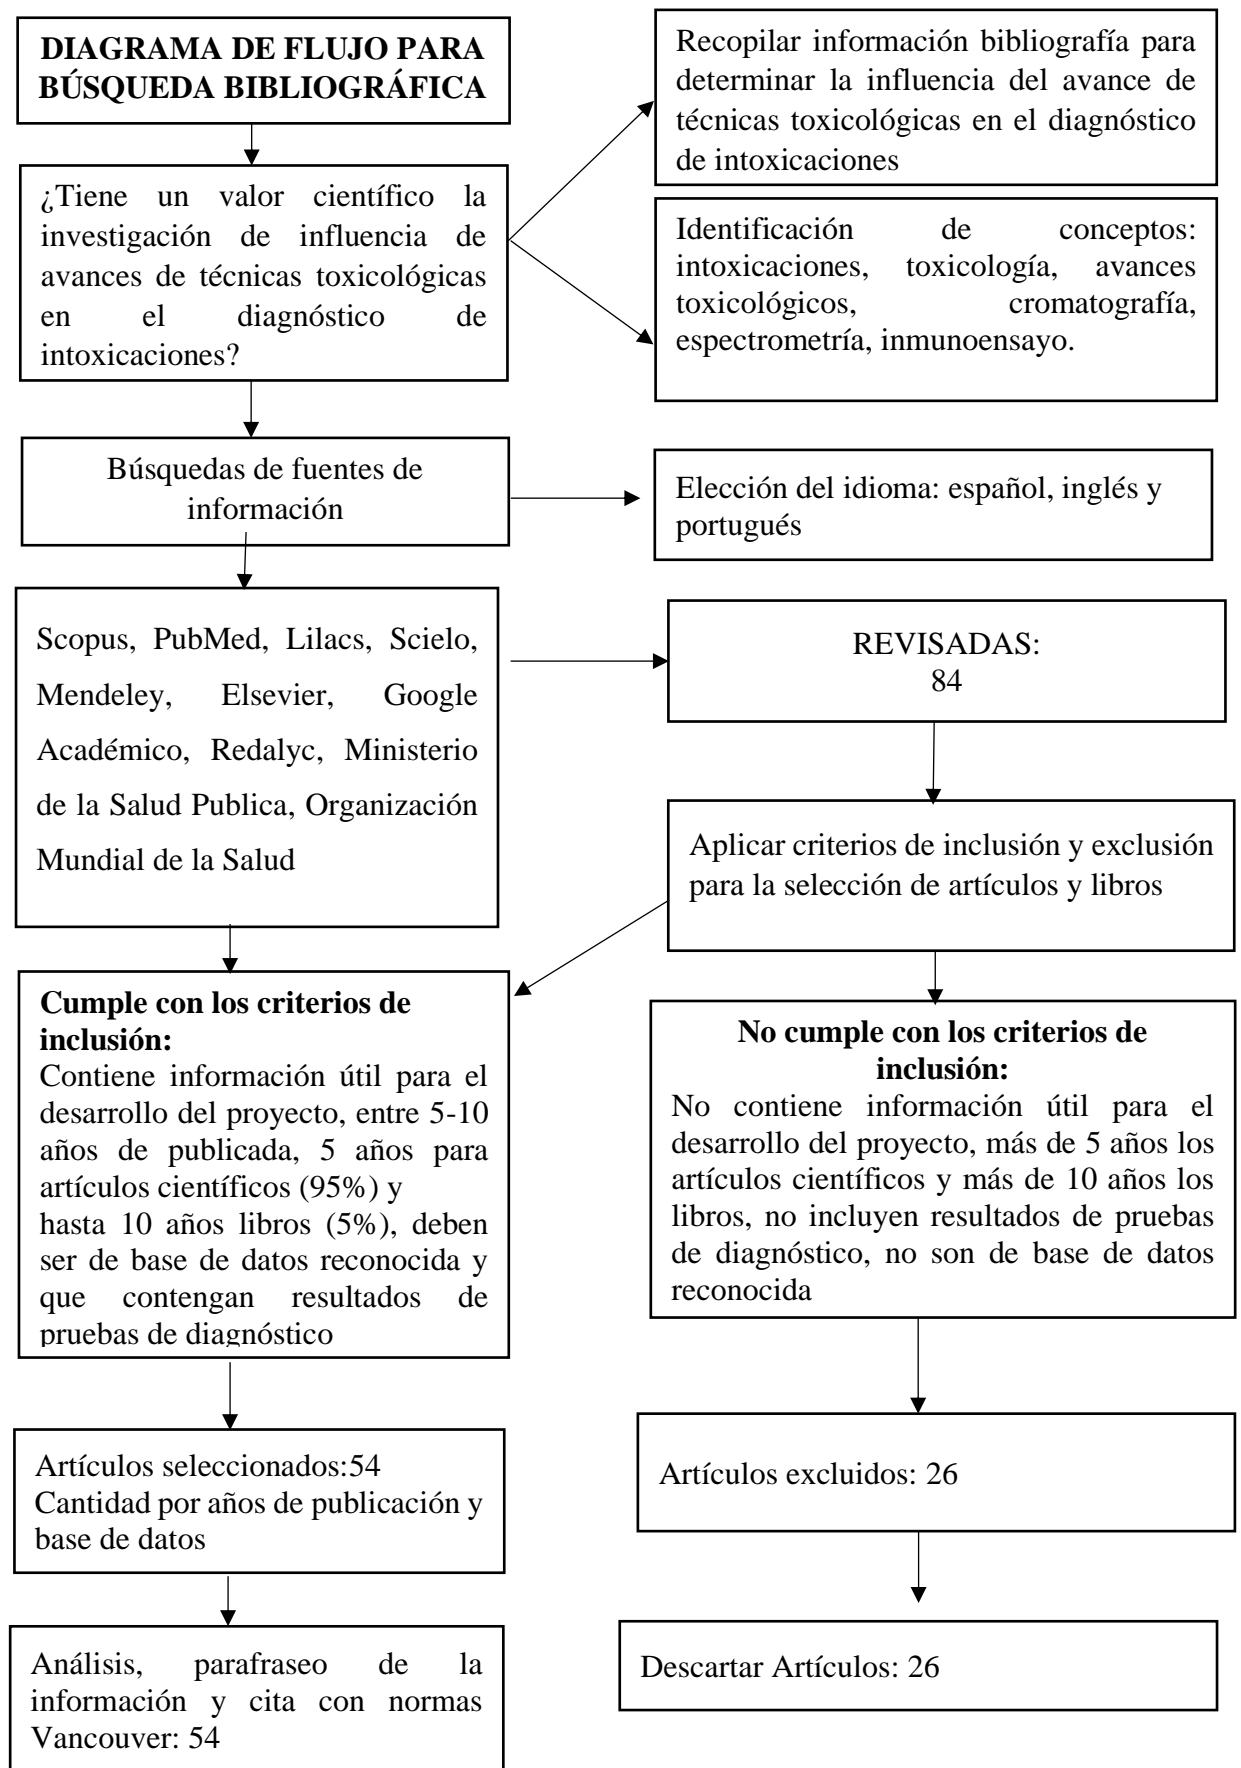 DIAGRAMA DE FLUJO PARA
BÚSQUEDA BIBLIOGRÁFICA
Recopilar información bibliografía para
determinar la influencia del avance de
técnicas toxicológicas en el diagnóstico
de intoxicaciones
¿Tiene un valor científico la
investigación de influencia de
avances de técnicas toxicológicas
en el diagnóstico de
intoxicaciones?
Identificación de conceptos:
intoxicaciones, toxicología, avances
toxicológicos, cromatografía,
espectrometría, inmunoensayo.
Búsquedas de fuentes de
información
Elección del idioma: español, inglés y
portugués
Scopus, PubMed, Lilacs, Scielo,
Mendeley, Elsevier, Google
Académico, Redalyc, Ministerio
de la Salud Publica, Organización
Mundial de la Salud
REVISADAS:
84
Aplicar criterios de inclusión y exclusión
para la selección de artículos y libros
Cumple con los criterios de
inclusión:
Contiene información útil para el
desarrollo del proyecto, entre 5-10
años de publicada, 5 años para
artículos científicos (95%) y
hasta 10 años libros (5%), deben
ser de base de datos reconocida y
que contengan resultados de
pruebas de diagnóstico
No cumple con los criterios de
inclusión:
No contiene información útil para el
desarrollo del proyecto, más de 5 años los
artículos científicos y más de 10 años los
libros, no incluyen resultados de pruebas
de diagnóstico, no son de base de datos
reconocida
Artículos seleccionados:54
Cantidad por años de publicación y
base de datos
Artículos excluidos: 26
Análisis, parafraseo de la
información y cita con normas
Vancouver: 54
Descartar Artículos: 26